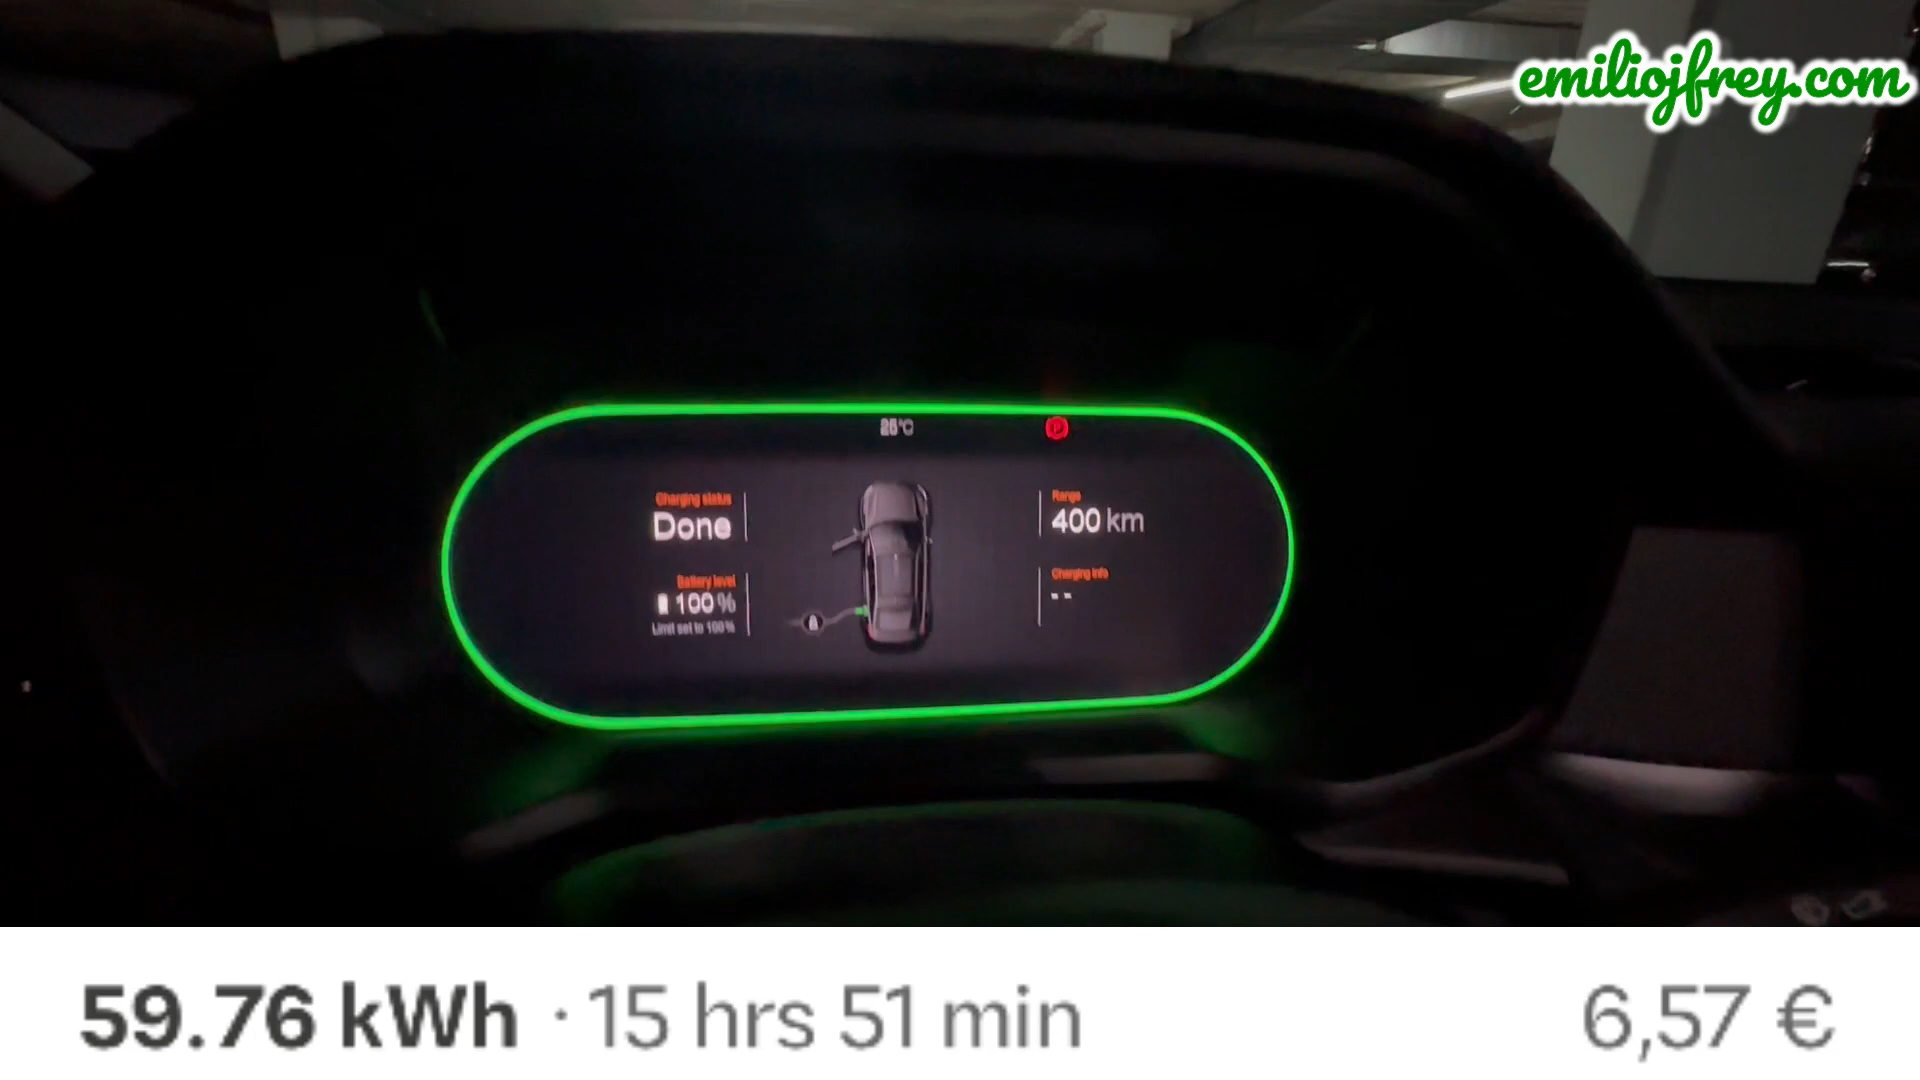 emiliojfrey.com
25°C
Charging status
Done
Range
400 km
Battery level
100%
Limit set to 100%
Charging info
--
59.76 kWh · 15 hrs 51 min
6,57 €